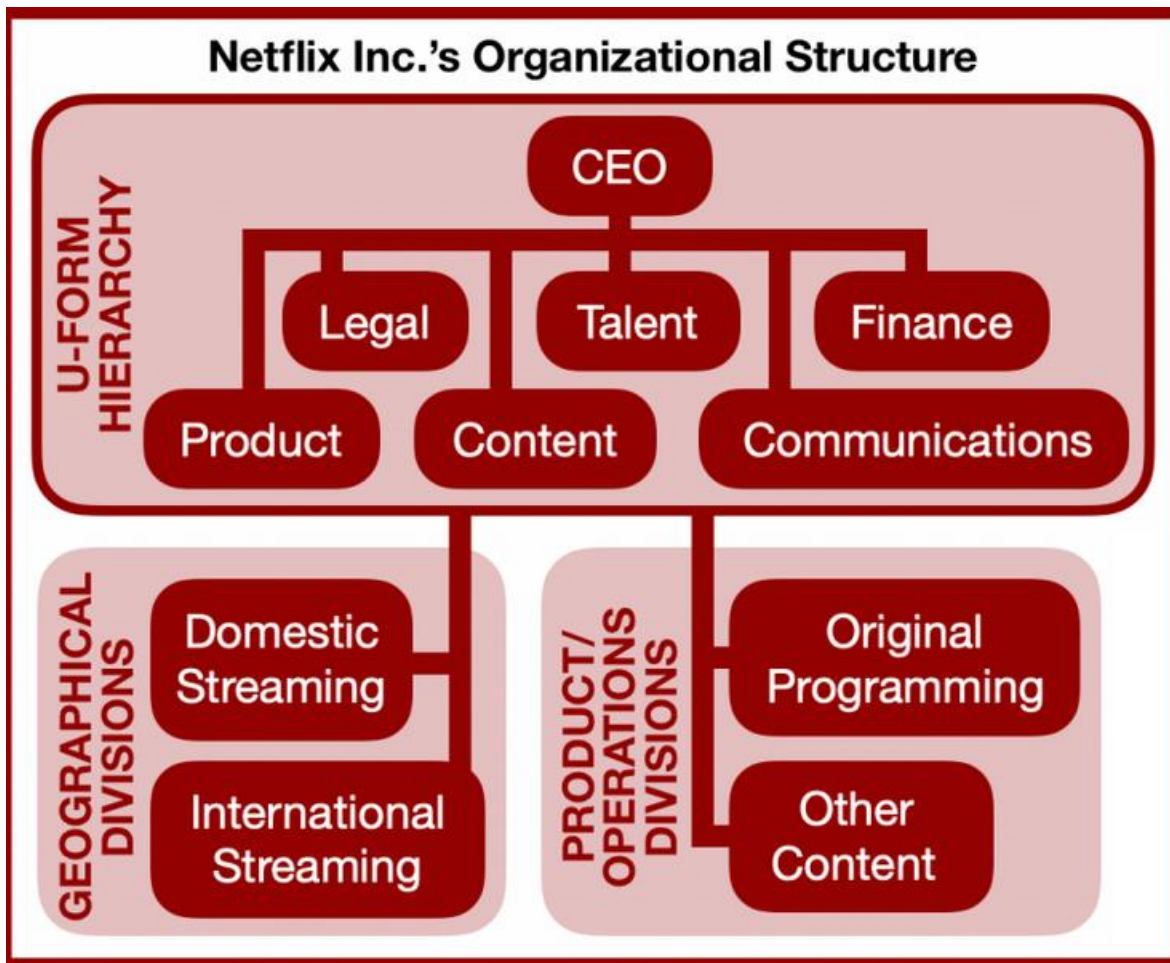 Netflix Inc.'s Organizational Structure
U-FORM
HIERARCHY
CEO
Legal
Talent
Finance
Product
Content
Communications
GEOGRAPHICAL
DIVISIONS
Domestic
Streaming
International
Streaming
PRODUCT/
OPERATIONS
DIVISIONS
Original
Programming
Other
Content